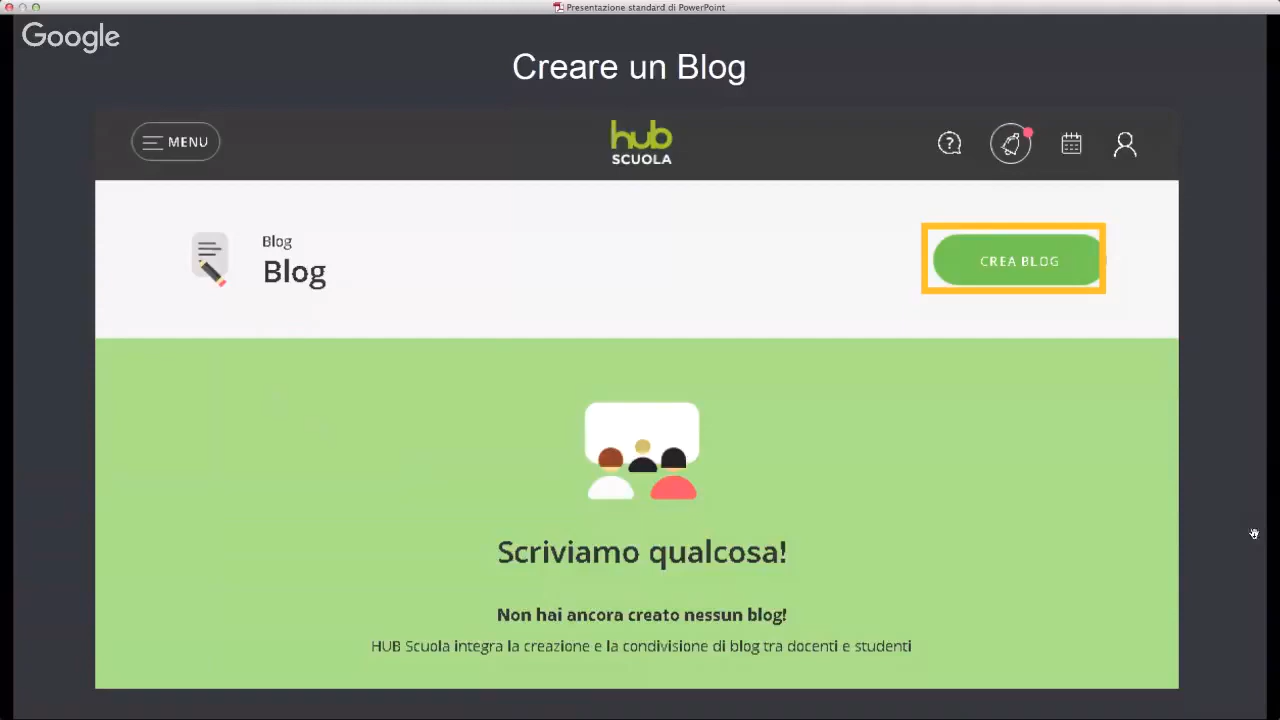 Presentazione standard di PowerPoint
Google
Creare un Blog
MENU
hub
SCUOLA
?
Blog
Blog
CREA BLOG
Scriviamo qualcosa!
Non hai ancora creato nessun blog!
HUB Scuola integra la creazione e la condivisione di blog tra docenti e studenti